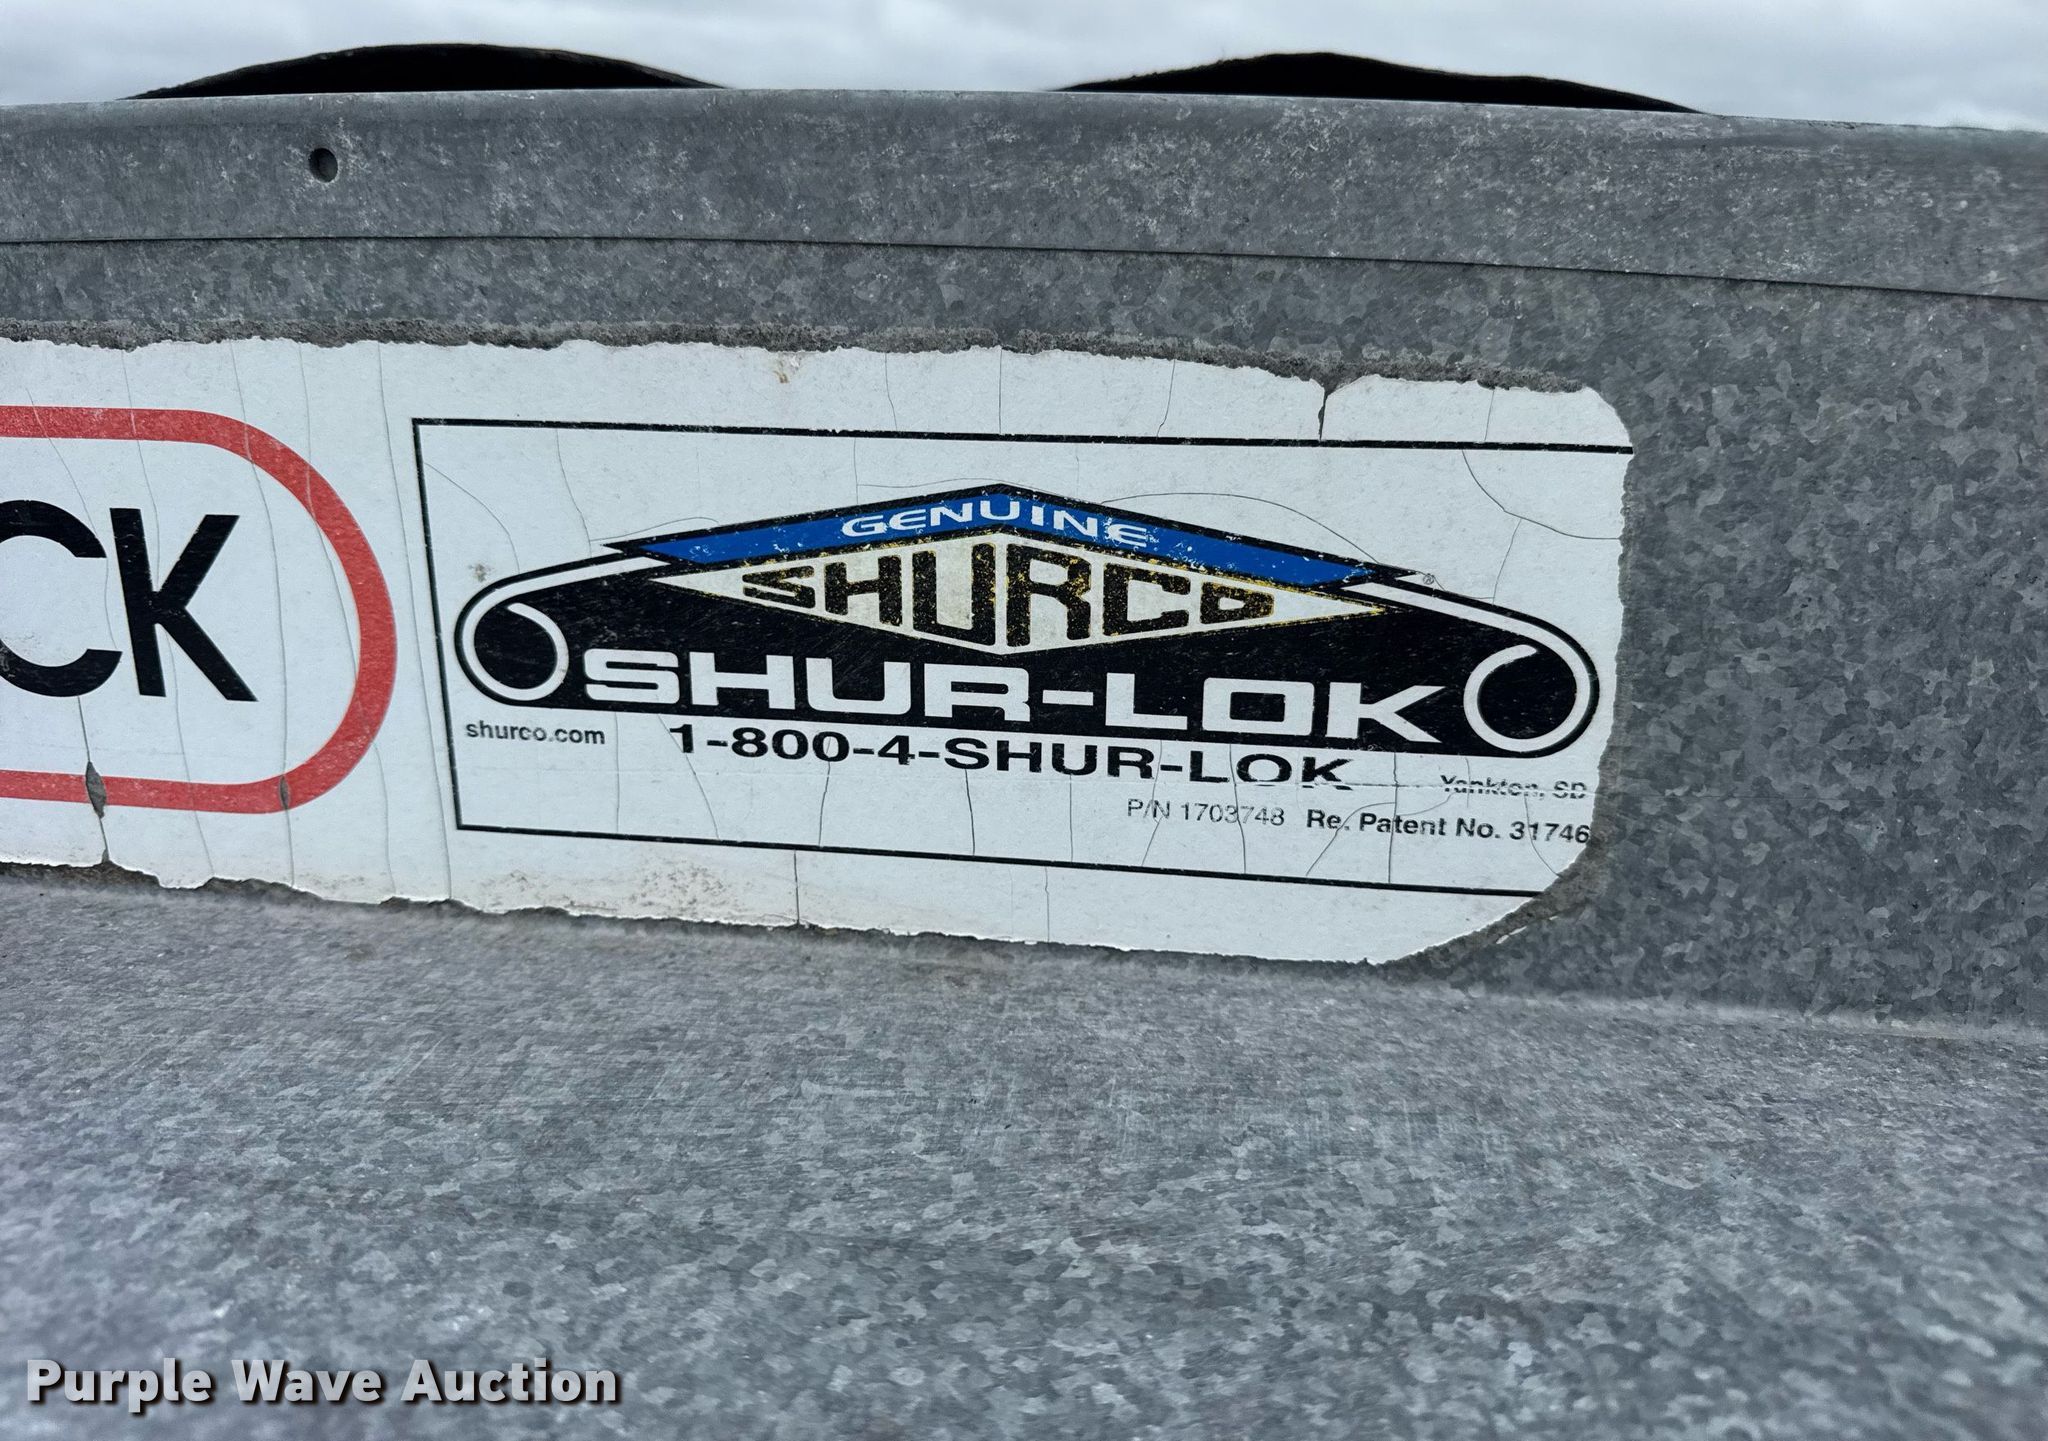 CK
GENUINE
SHURCO
®
SHUR-LOK
shurco.com
1-800-4-SHUR-LOK
Yankton, SD
P/N 1703748 Re. Patent No. 31746
Purple Wave Auction